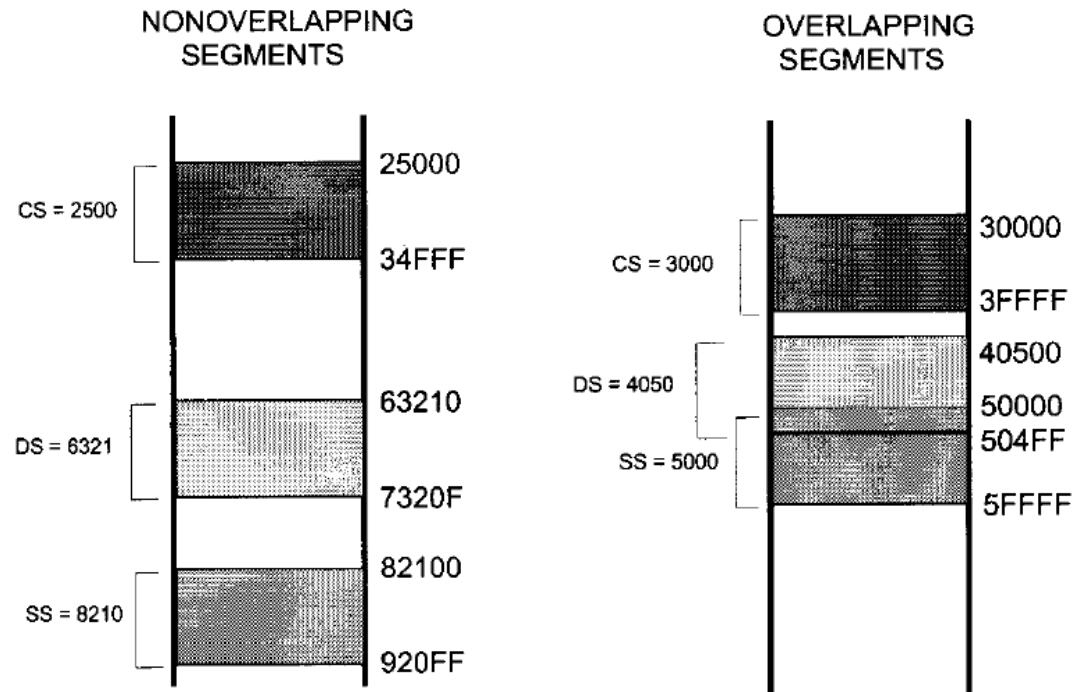 NONOVERLAPPING
SEGMENTS
25000
CS = 2500
34FFF
63210
DS = 6321
7320F
82100
SS = 8210
920FF
OVERLAPPING
SEGMENTS
30000
CS = 3000
3FFFF
40500
DS = 4050
50000
504FF
SS = 5000
5FFFF